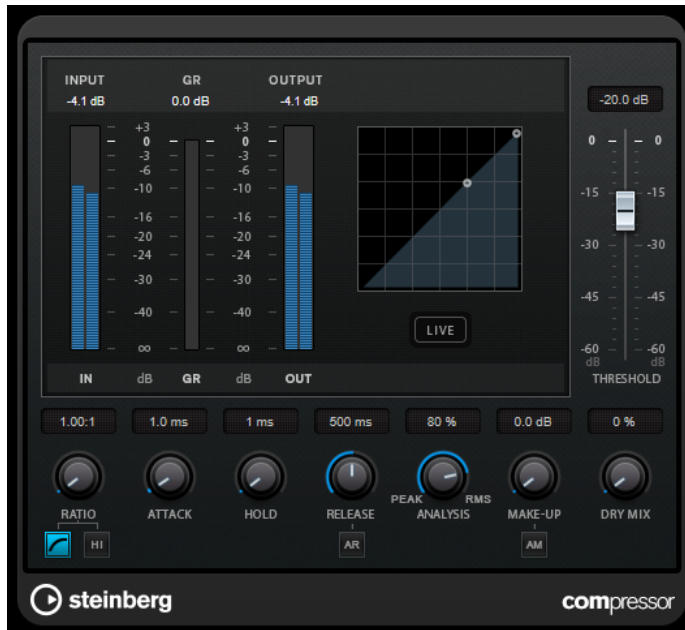 INPUT GR OUTPUT
-4.1 dB 0.0 dB -4.1 dB
-20.0 dB
+3 +3
0 0
-3 -3
-6 -6
-10 -10
-16 -16
-20 -20
-24 -24
-30 -30
-40 -40
∞ ∞
IN dB GR dB OUT
LIVE
0 0
-15 -15
-30 -30
-45 -45
-60 -60
dB dB
THRESHOLD
1.00:1 1.0 ms 1 ms 500 ms 80 % 0.0 dB 0 %
PEAK RMS
RATIO ATTACK HOLD RELEASE ANALYSIS MAKE-UP DRY MIX
HI AR AM
steinberg compressor